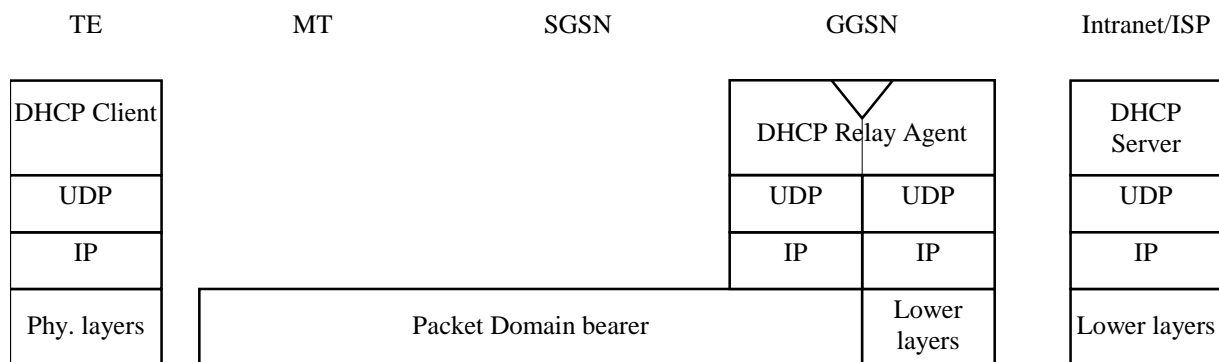 TE MT SGSN GGSN Intranet/ISP
DHCP Client
DHCP Relay Agent
DHCP
Server
UDP UDP UDP UDP
IP IP IP IP
Phy. layers Packet Domain bearer Lower
layers Lower layers